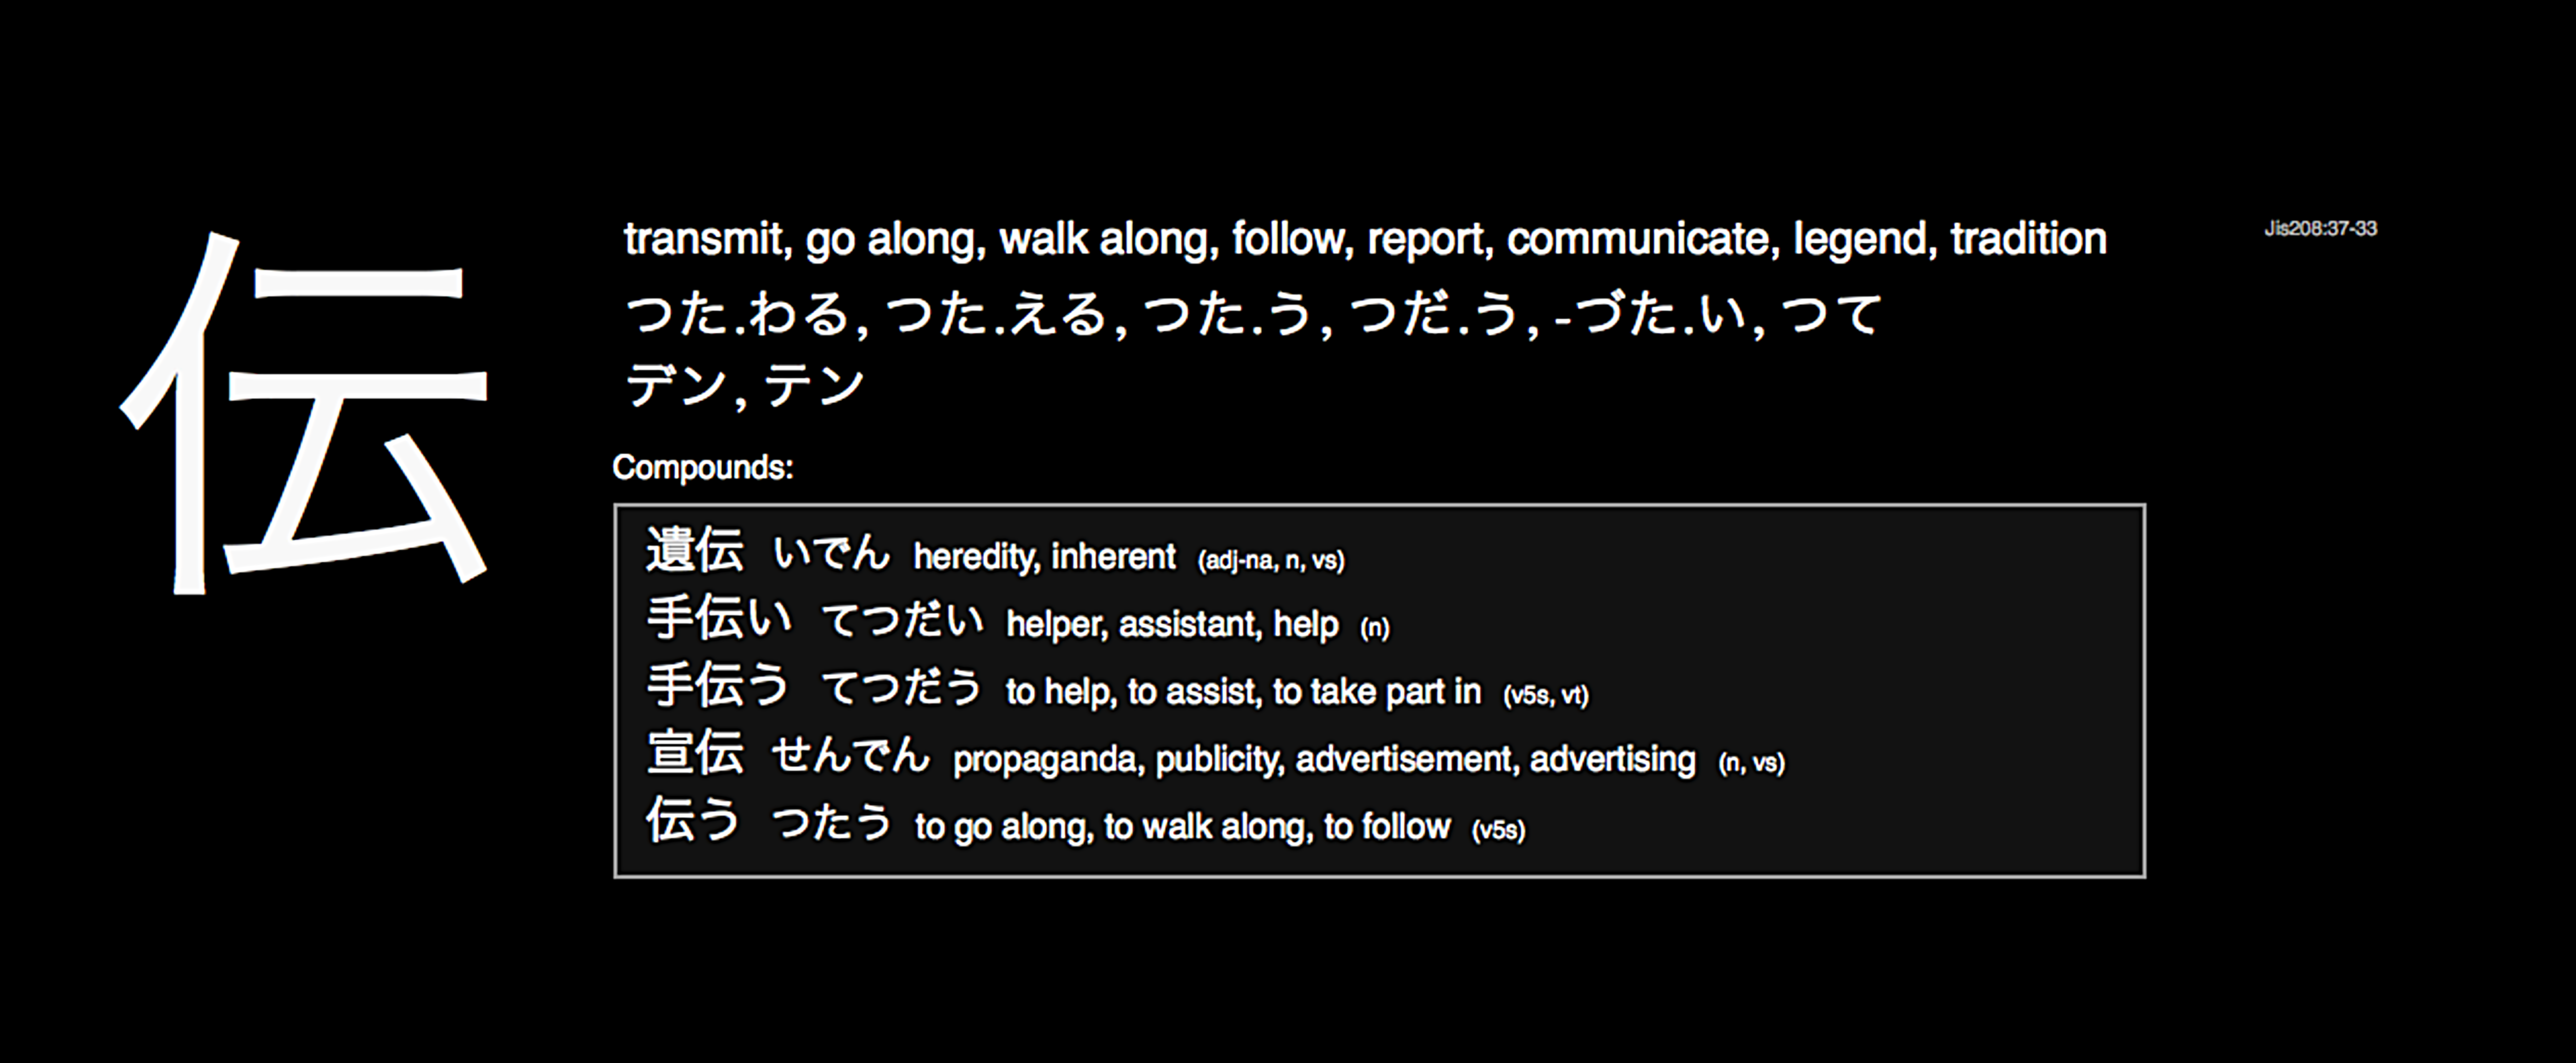 伝
transmit, go along, walk along, follow, report, communicate, legend, tradition
Jis208:37-33
つた.わる, つた.える, つた.う, つだ.う, -づた.い, つて
デン, テン
Compounds:
遺伝 いでん heredity, inherent (adj-na, n, vs)
手伝い てつだい helper, assistant, help (n)
手伝う てつだう to help, to assist, to take part in (v5s, vt)
宣伝 せんでん propaganda, publicity, advertisement, advertising (n, vs)
伝う つたう to go along, to walk along, to follow (v5s)